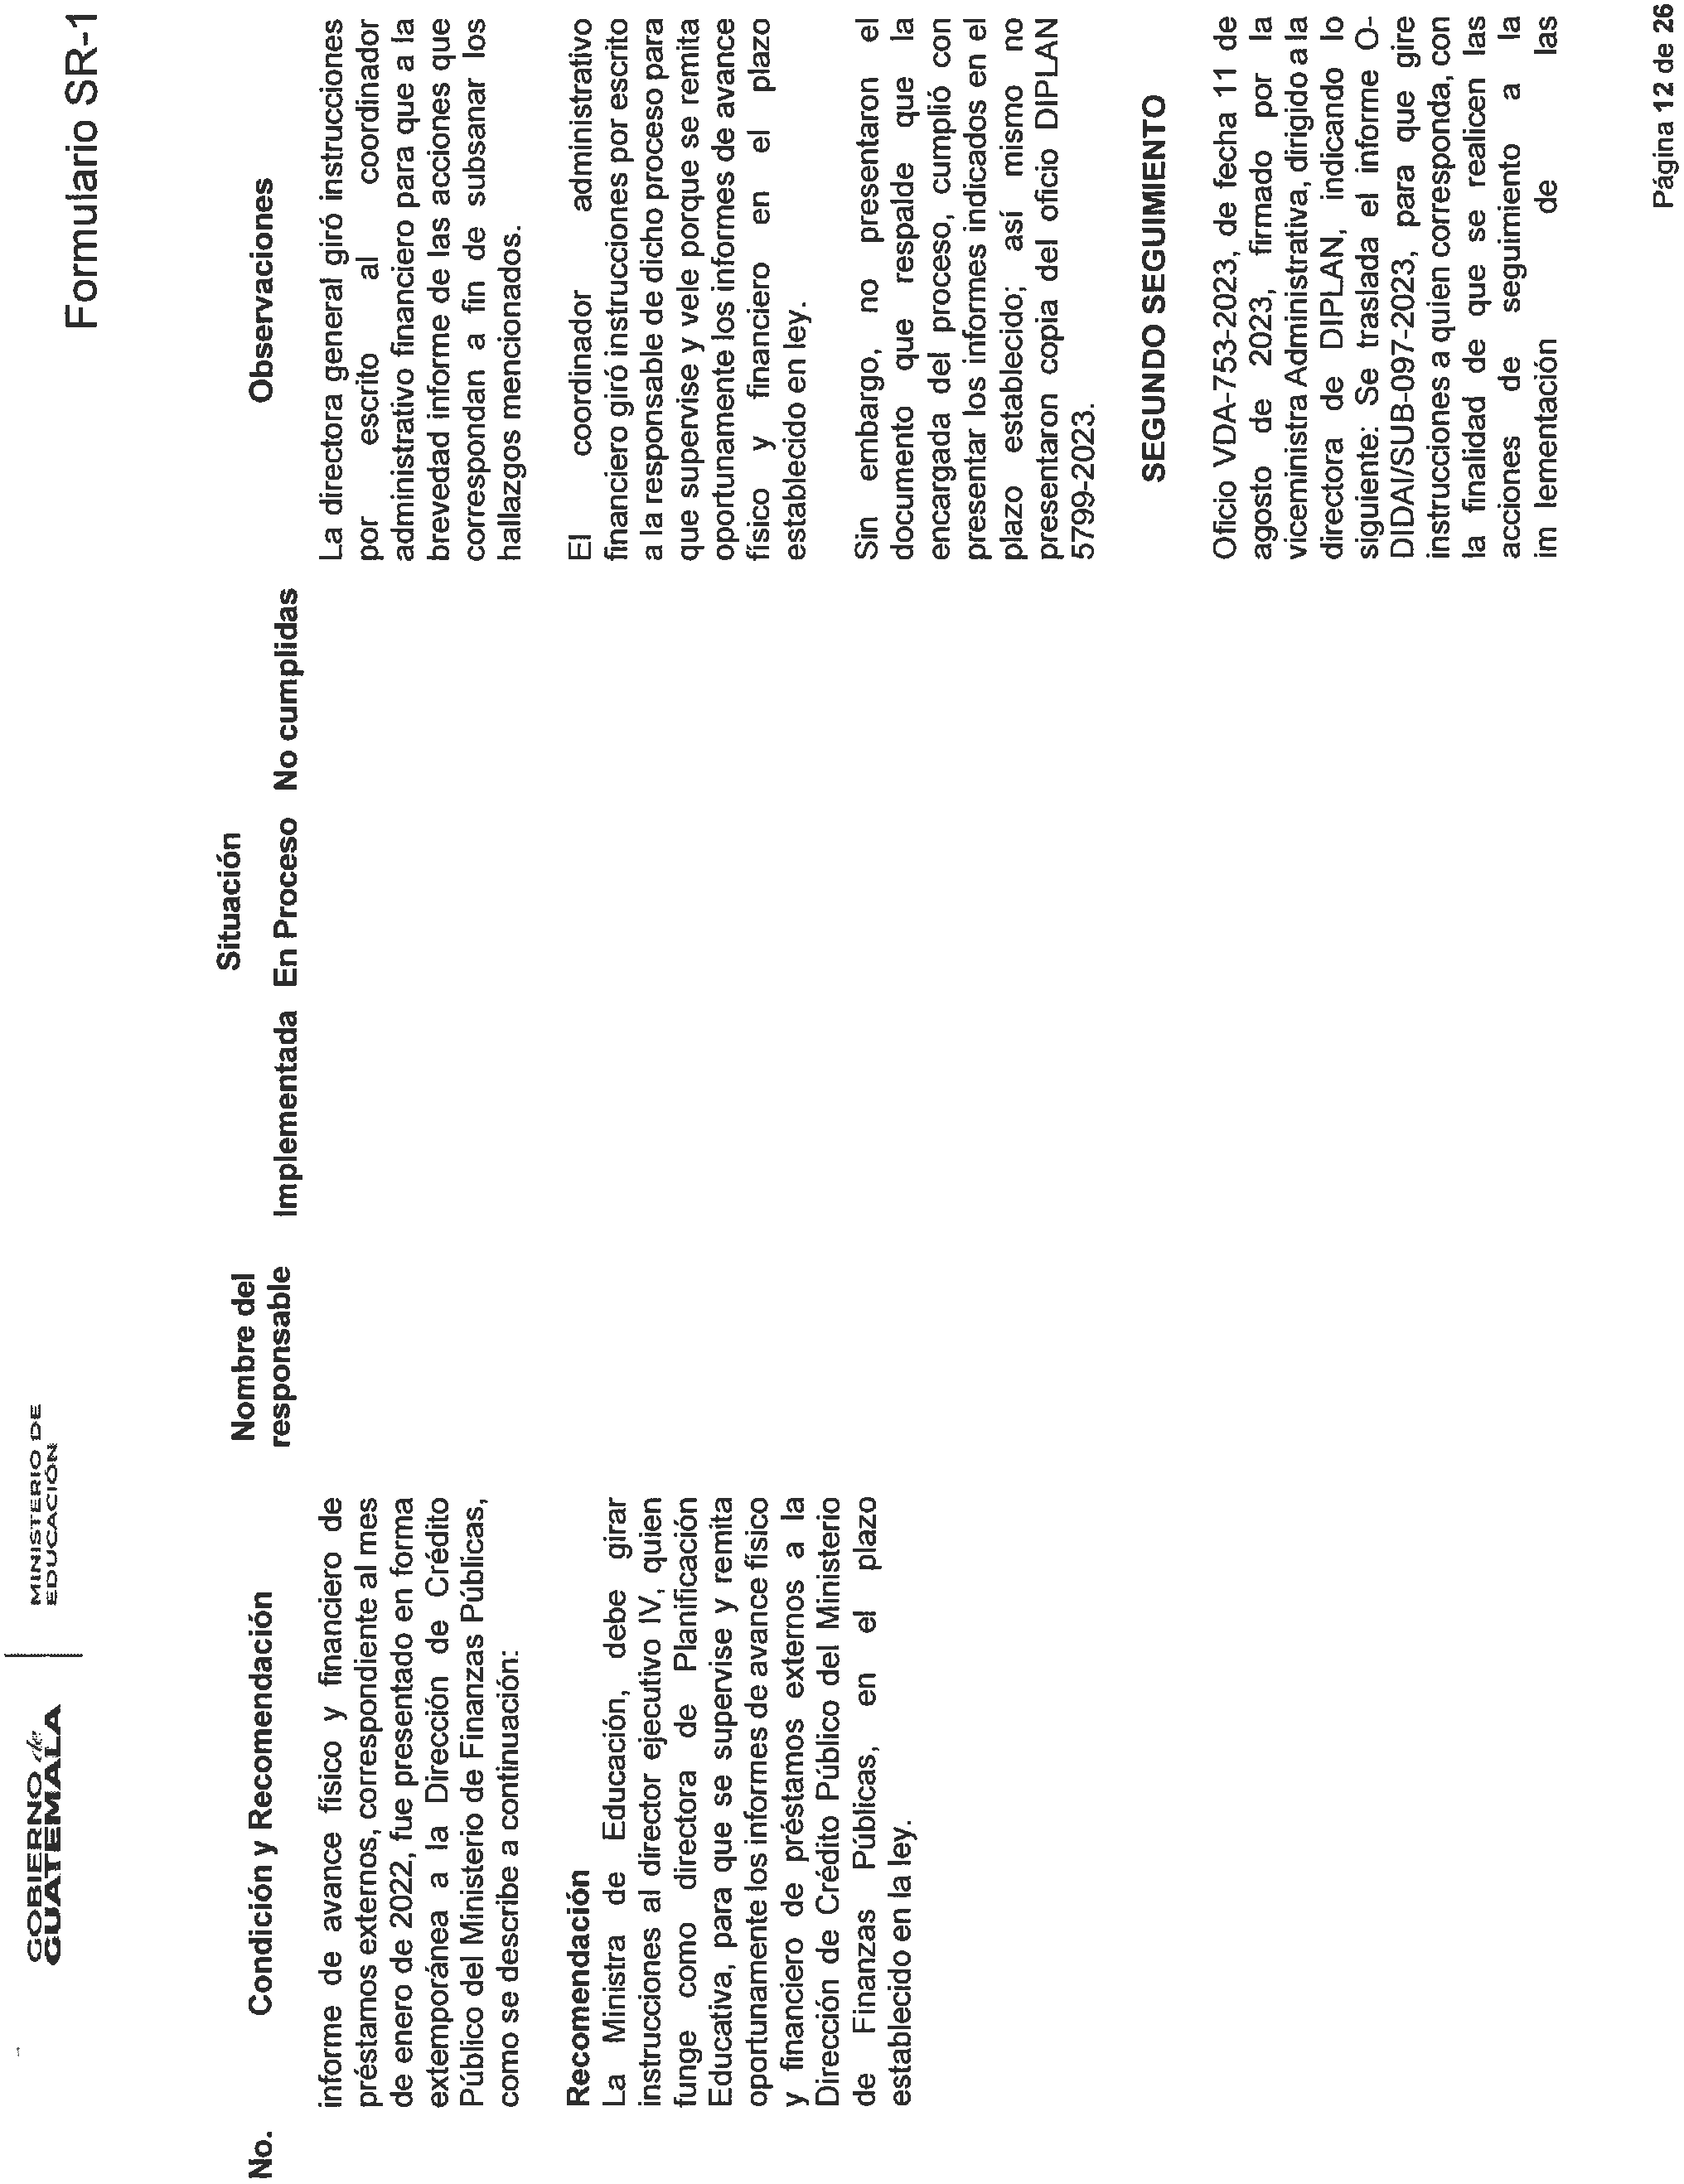 GOBIERNO de
GUATEMALA
MINISTERIO DE
EDUCACIÓN
Formulario SR-1
No.
Condición y Recomendación
Nombre del
responsable
Situación
Implementada En Proceso No cumplidas
Observaciones
informe de avance físico y financiero de
préstamos externos, correspondiente al mes
de enero de 2022, fue presentado en forma
extemporánea a la Dirección de Crédito
Público del Ministerio de Finanzas Públicas,
como se describe a continuación:
Recomendación
La Ministra de Educación, debe girar
instrucciones al director ejecutivo IV, quien
funge como directora de Planificación
Educativa, para que se supervise y remita
oportunamente los informes de avance físico
y financiero de préstamos externos a la
Dirección de Crédito Público del Ministerio
de Finanzas Públicas, en el plazo
establecido en la ley.
La directora general giró instrucciones
por escrito al coordinador
administrativo financiero para que a la
brevedad informe de las acciones que
correspondan a fin de subsanar los
hallazgos mencionados.
El coordinador administrativo
financiero giró instrucciones por escrito
a la responsable de dicho proceso para
que supervise y vele porque se remita
oportunamente los informes de avance
físico y financiero en el plazo
establecido en ley.
Sin embargo, no presentaron el
documento que respalde que la
encargada del proceso, cumplió con
presentar los informes indicados en el
plazo establecido; así mismo no
presentaron copia del oficio DIPLAN
5799-2023.
SEGUNDO SEGUIMIENTO
Oficio VDA-753-2023, de fecha 11 de
agosto de 2023, firmado por la
viceministra Administrativa, dirigido a la
directora de DIPLAN, indicando lo
siguiente: Se traslada el informe O-
DIDAI/SUB-097-2023, para que gire
instrucciones a quien corresponda, con
la finalidad de que se realicen las
acciones de seguimiento a la
im lementación de las
Página 12 de 26